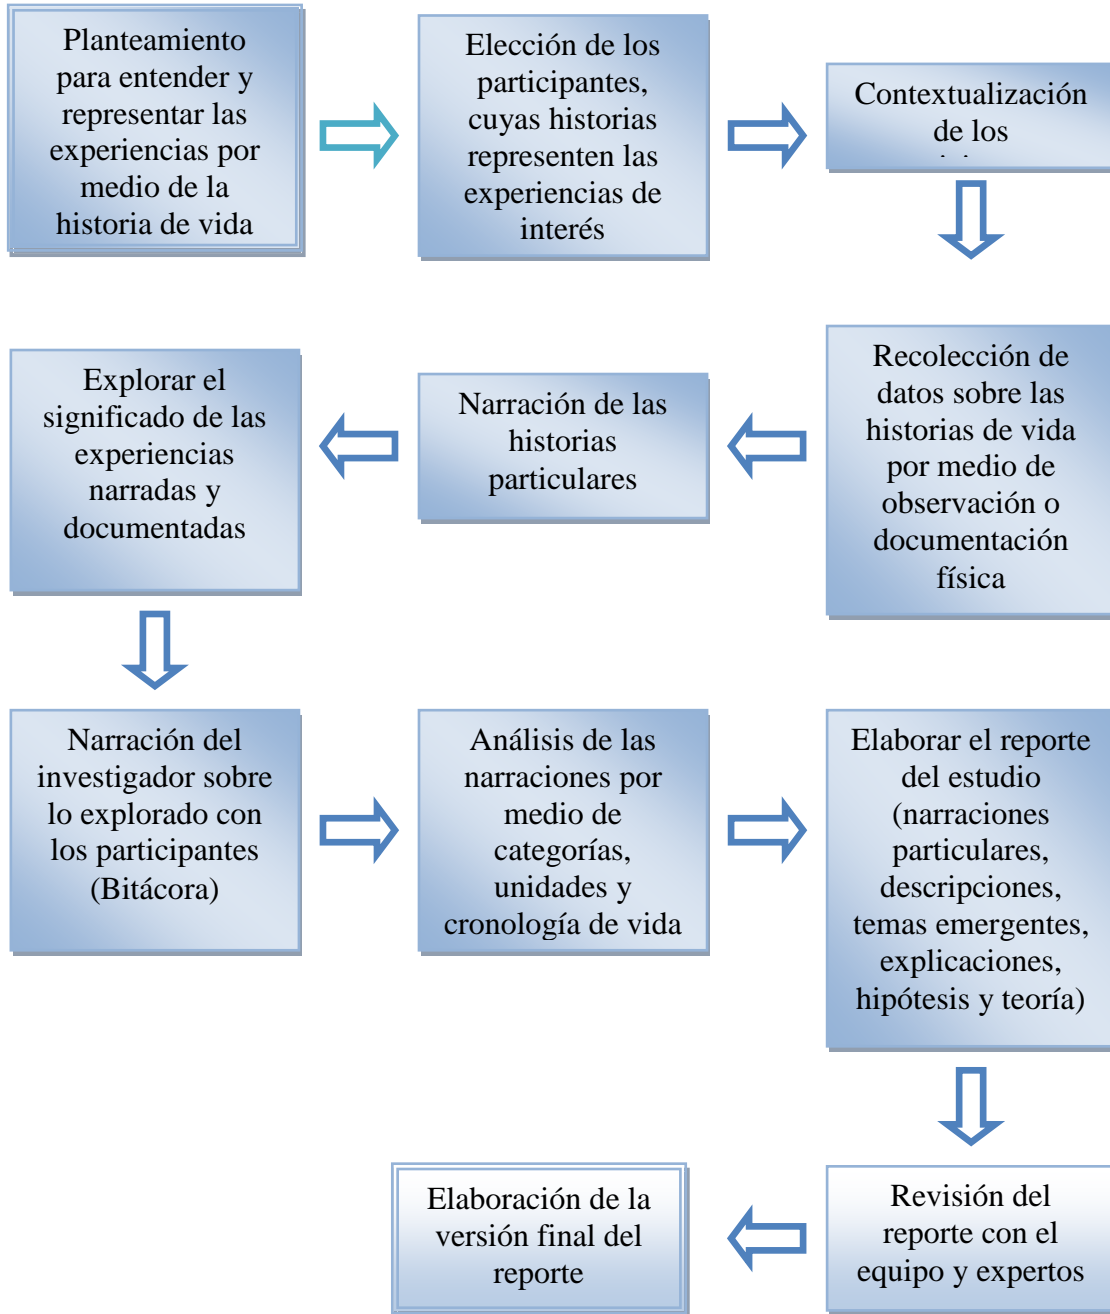 Planteamiento
para entender y
representar las
experiencias por
medio de la
historia de vida
Elección de los
participantes,
cuyas historias
representen las
experiencias de
interés
Contextualización
de los
Recolección de
datos sobre las
historias de vida
por medio de
observación o
documentación
física
Narración de las
historias
particulares
Explorar el
significado de las
experiencias
narradas y
documentadas
Narración del
investigador sobre
lo explorado con
los participantes
(Bitácora)
Análisis de las
narraciones por
medio de
categorías,
unidades y
cronología de vida
Elaborar el reporte
del estudio
(narraciones
particulares,
descripciones,
temas emergentes,
explicaciones,
hipótesis y teoría)
Revisión del
reporte con el
equipo y expertos
Elaboración de la
versión final del
reporte